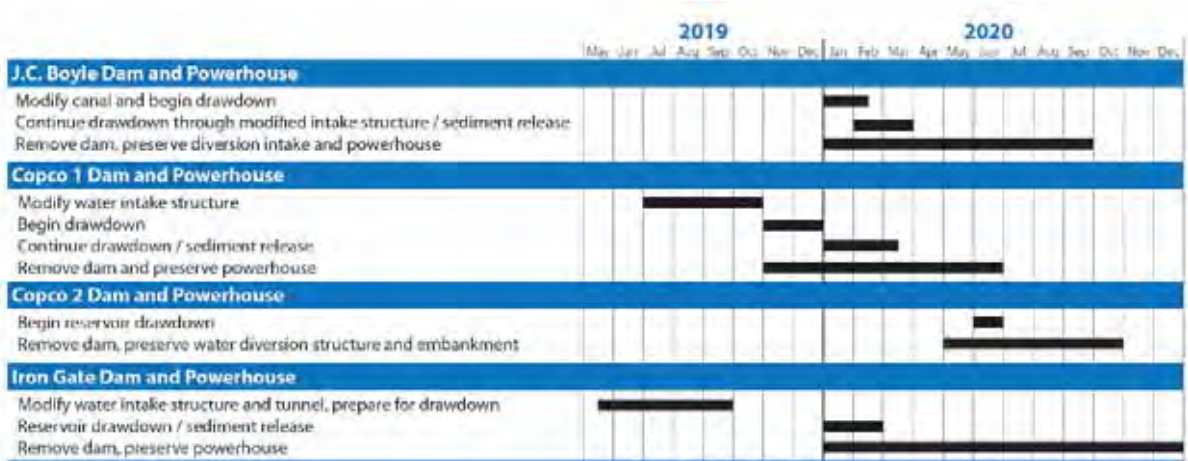 2019 2020
May Jun Jul Aug Sep Oct Nov Dec Jan Feb Mar Apr May Jun Jul Aug Sep Oct Nov Dec
J.C. Boyle Dam and Powerhouse
Modify canal and begin drawdown
Continue drawdown through modified intake structure / sediment release
Remove dam, preserve diversion intake and powerhouse
Copco 1 Dam and Powerhouse
Modify water intake structure
Begin drawdown
Continue drawdown / sediment release
Remove dam and preserve powerhouse
Copco 2 Dam and Powerhouse
Begin reservoir drawdown
Remove dam, preserve water diversion structure and embankment
Iron Gate Dam and Powerhouse
Modify water intake structure and tunnel, prepare for drawdown
Reservoir drawdown / sediment release
Remove dam, preserve powerhouse